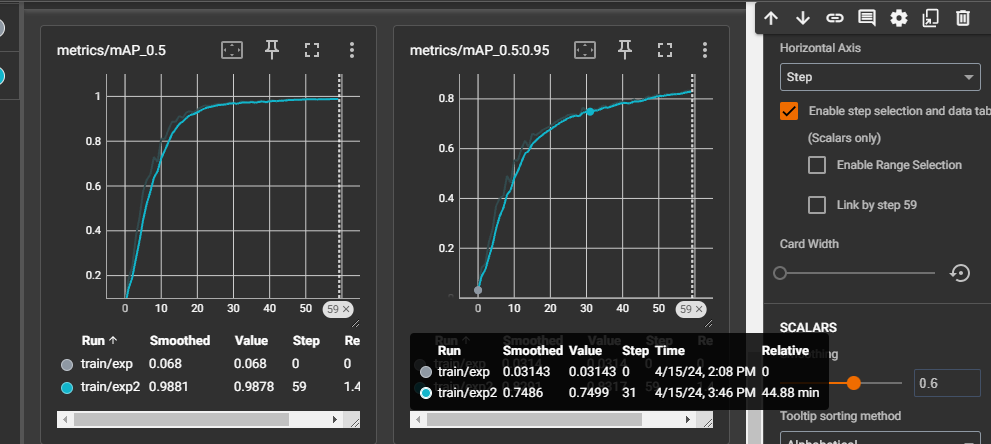 metrics/mAP_0.5
1
0.8
0.6
0.4
0.2
0 10 20 30 40 50 59
Run Smoothed Value Step Re
train/exp 0.068 0.068 0 0
train/exp2 0.9881 0.9878 59 1.4
metrics/mAP_0.5:0.95
0.8
0.6
0.4
0.2
0 10 20 30 40 50 59
Run Smoothed Value Step Time Relative
train/exp 0.03143 0.03143 0 4/15/24, 2:08 PM 0
train/exp2 0.7486 0.7499 31 4/15/24, 3:46 PM 44.88 min
Horizontal Axis
Step
Enable step selection and data tab
(Scalars only)
Enable Range Selection
Link by step 59
Card Width
SCALARS
0.6
Tooltip sorting method